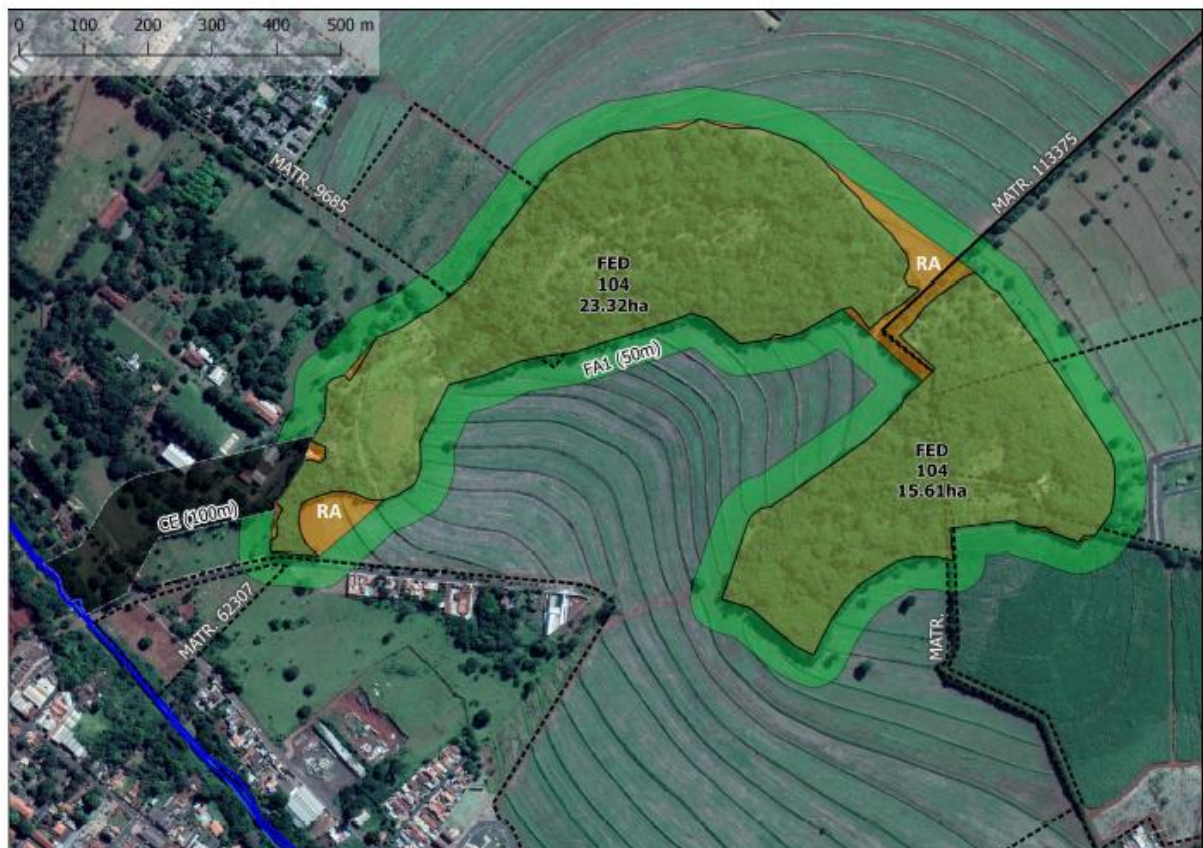 0 100 200 300 400 500 m
MATR. 9685
MATR. 113375
FED
104
23.32ha
RA
FA1 (50m)
FED
104
15.61ha
CE (100m)
RA
MATR. 62307
MATR.